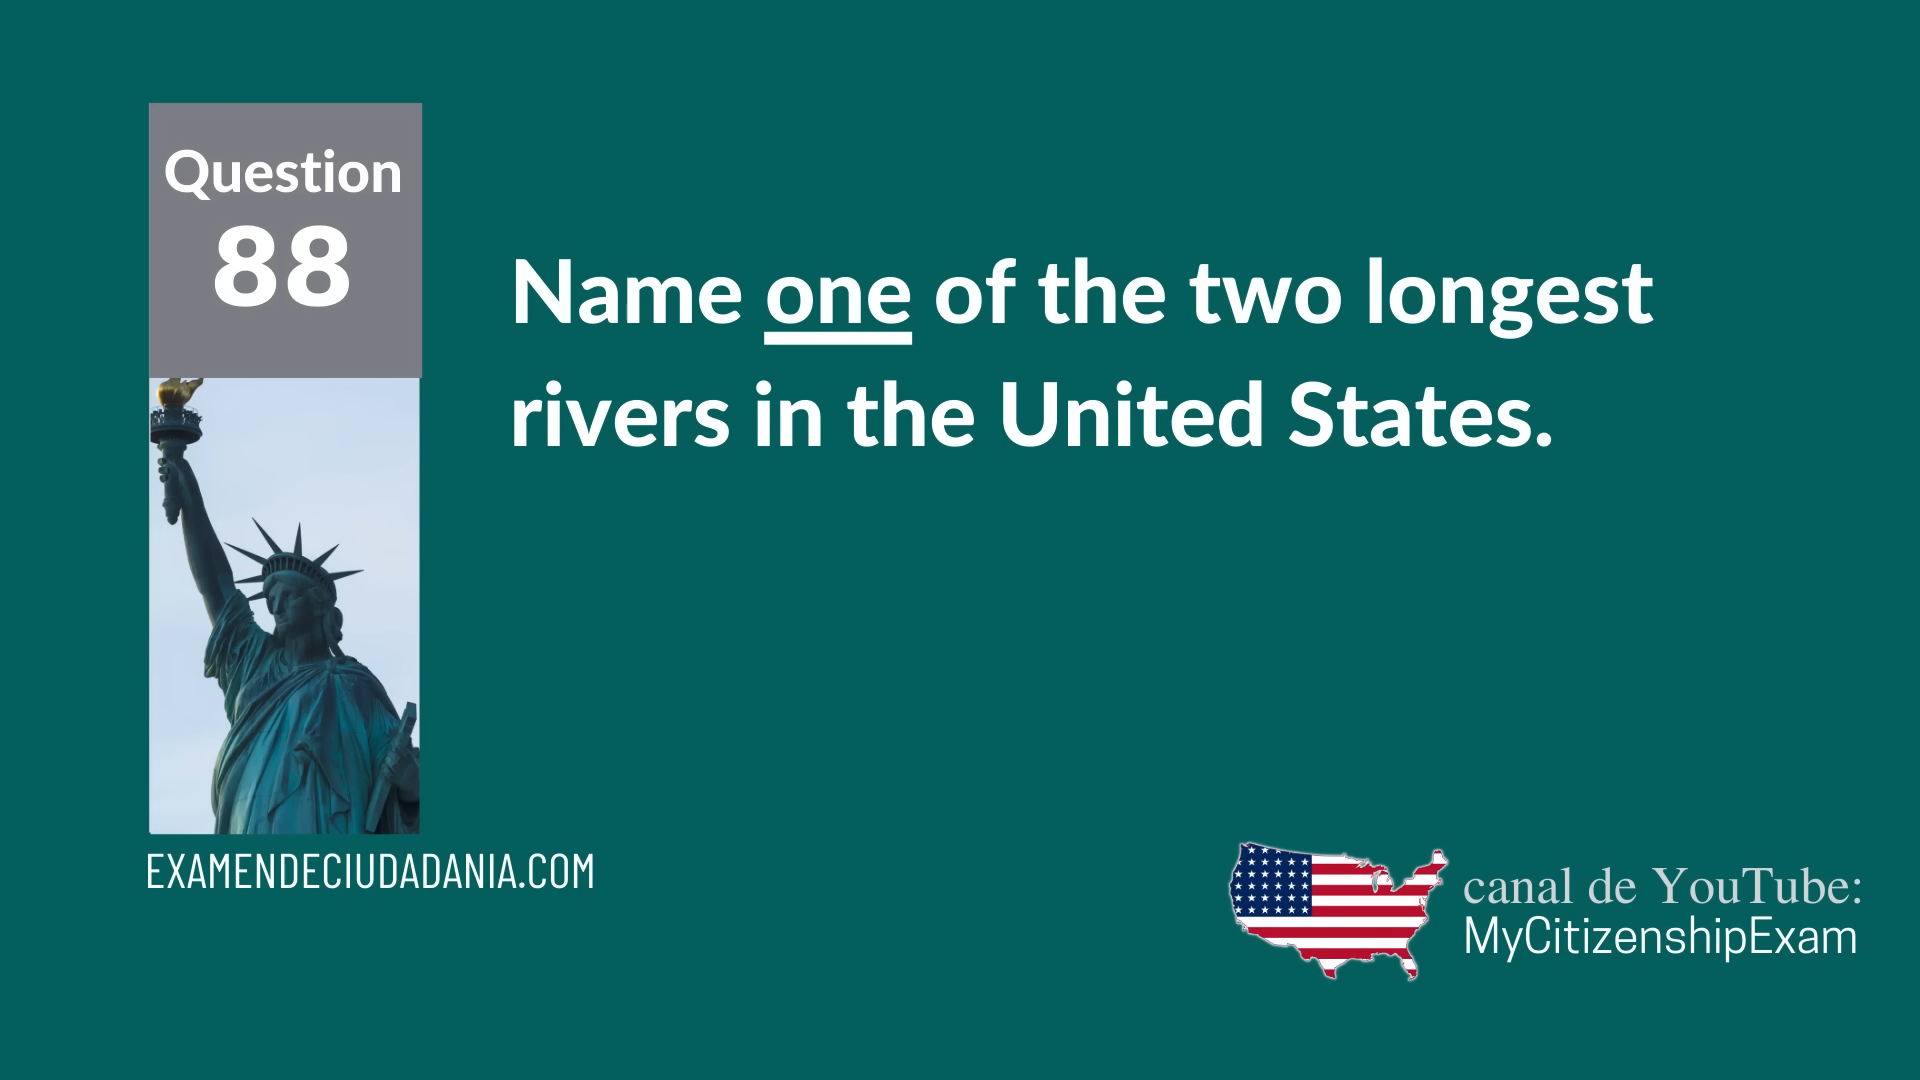 Question
88
Name one of the two longest
rivers in the United States.
EXAMENDECIUDADANIA.COM
canal de YouTube:
MyCitizenshipExam